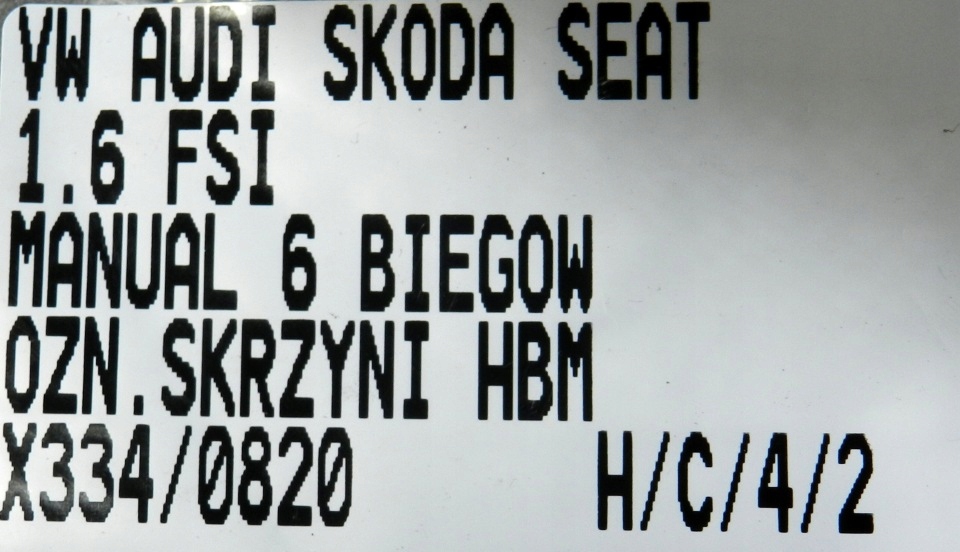 VW AUDI SKODA SEAT
1.6 FSI
MANUAL 6 BIEGOW
OZN.SKRZYNI HBM
X334/0820 H/C/4/2